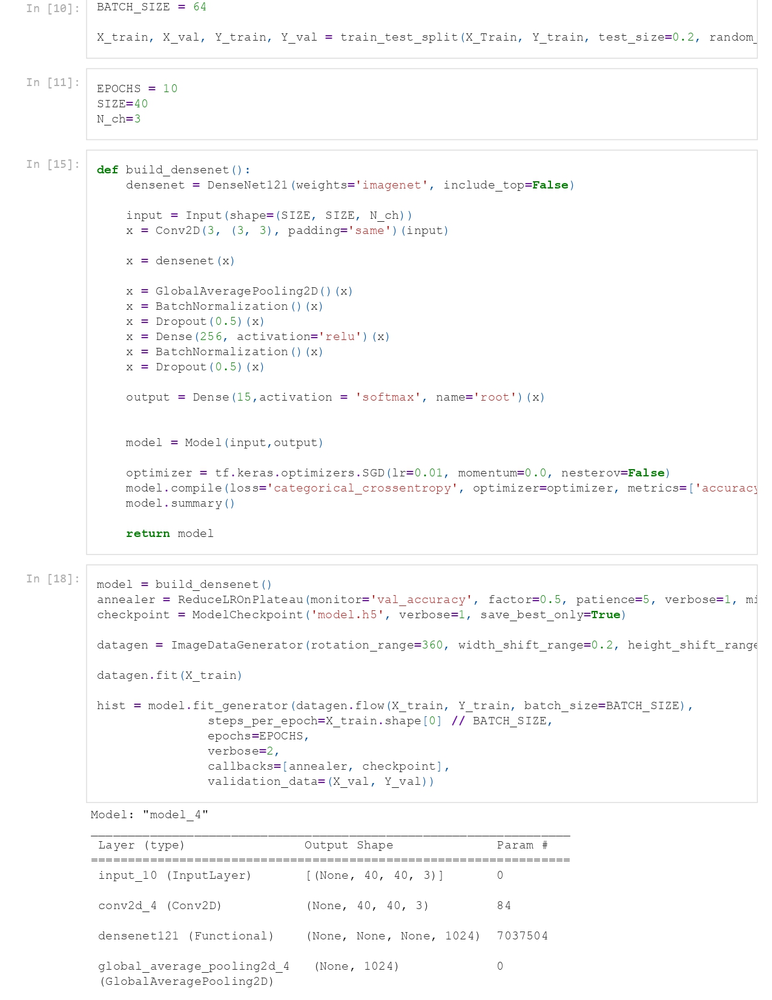 In [10]: BATCH_SIZE = 64
X_train, X_val, Y_train, Y_val = train_test_split(X_Train, Y_train, test_size=0.2, random_
In [11]: EPOCHS = 10
SIZE=40
N_ch=3
In [15]: def build_densenet():
    densenet = DenseNet121(weights='imagenet', include_top=False)
    input = Input(shape=(SIZE, SIZE, N_ch))
    x = Conv2D(3, (3, 3), padding='same')(input)
    x = densenet(x)
    x = GlobalAveragePooling2D()(x)
    x = BatchNormalization()(x)
    x = Dropout(0.5)(x)
    x = Dense(256, activation='relu')(x)
    x = BatchNormalization()(x)
    x = Dropout(0.5)(x)
    output = Dense(15,activation = 'softmax', name='root')(x)
    model = Model(input,output)
    optimizer = tf.keras.optimizers.SGD(lr=0.01, momentum=0.0, nesterov=False)
    model.compile(loss='categorical_crossentropy', optimizer=optimizer, metrics=['accuracy
    model.summary()
    return model
In [18]: model = build_densenet()
annealer = ReduceLROnPlateau(monitor='val_accuracy', factor=0.5, patience=5, verbose=1, mi
checkpoint = ModelCheckpoint('model.h5', verbose=1, save_best_only=True)
datagen = ImageDataGenerator(rotation_range=360, width_shift_range=0.2, height_shift_range
datagen.fit(X_train)
hist = model.fit_generator(datagen.flow(X_train, Y_train, batch_size=BATCH_SIZE),
               steps_per_epoch=X_train.shape[0] // BATCH_SIZE,
               epochs=EPOCHS,
               verbose=2,
               callbacks=[annealer, checkpoint],
               validation_data=(X_val, Y_val))
Model: "model_4"
_________________________________________________________________
 Layer (type)                Output Shape              Param #
=================================================================
 input_10 (InputLayer)       [(None, 40, 40, 3)]       0
 conv2d_4 (Conv2D)           (None, 40, 40, 3)         84
 densenet121 (Functional)    (None, None, None, 1024)  7037504
 global_average_pooling2d_4   (None, 1024)             0
 (GlobalAveragePooling2D)